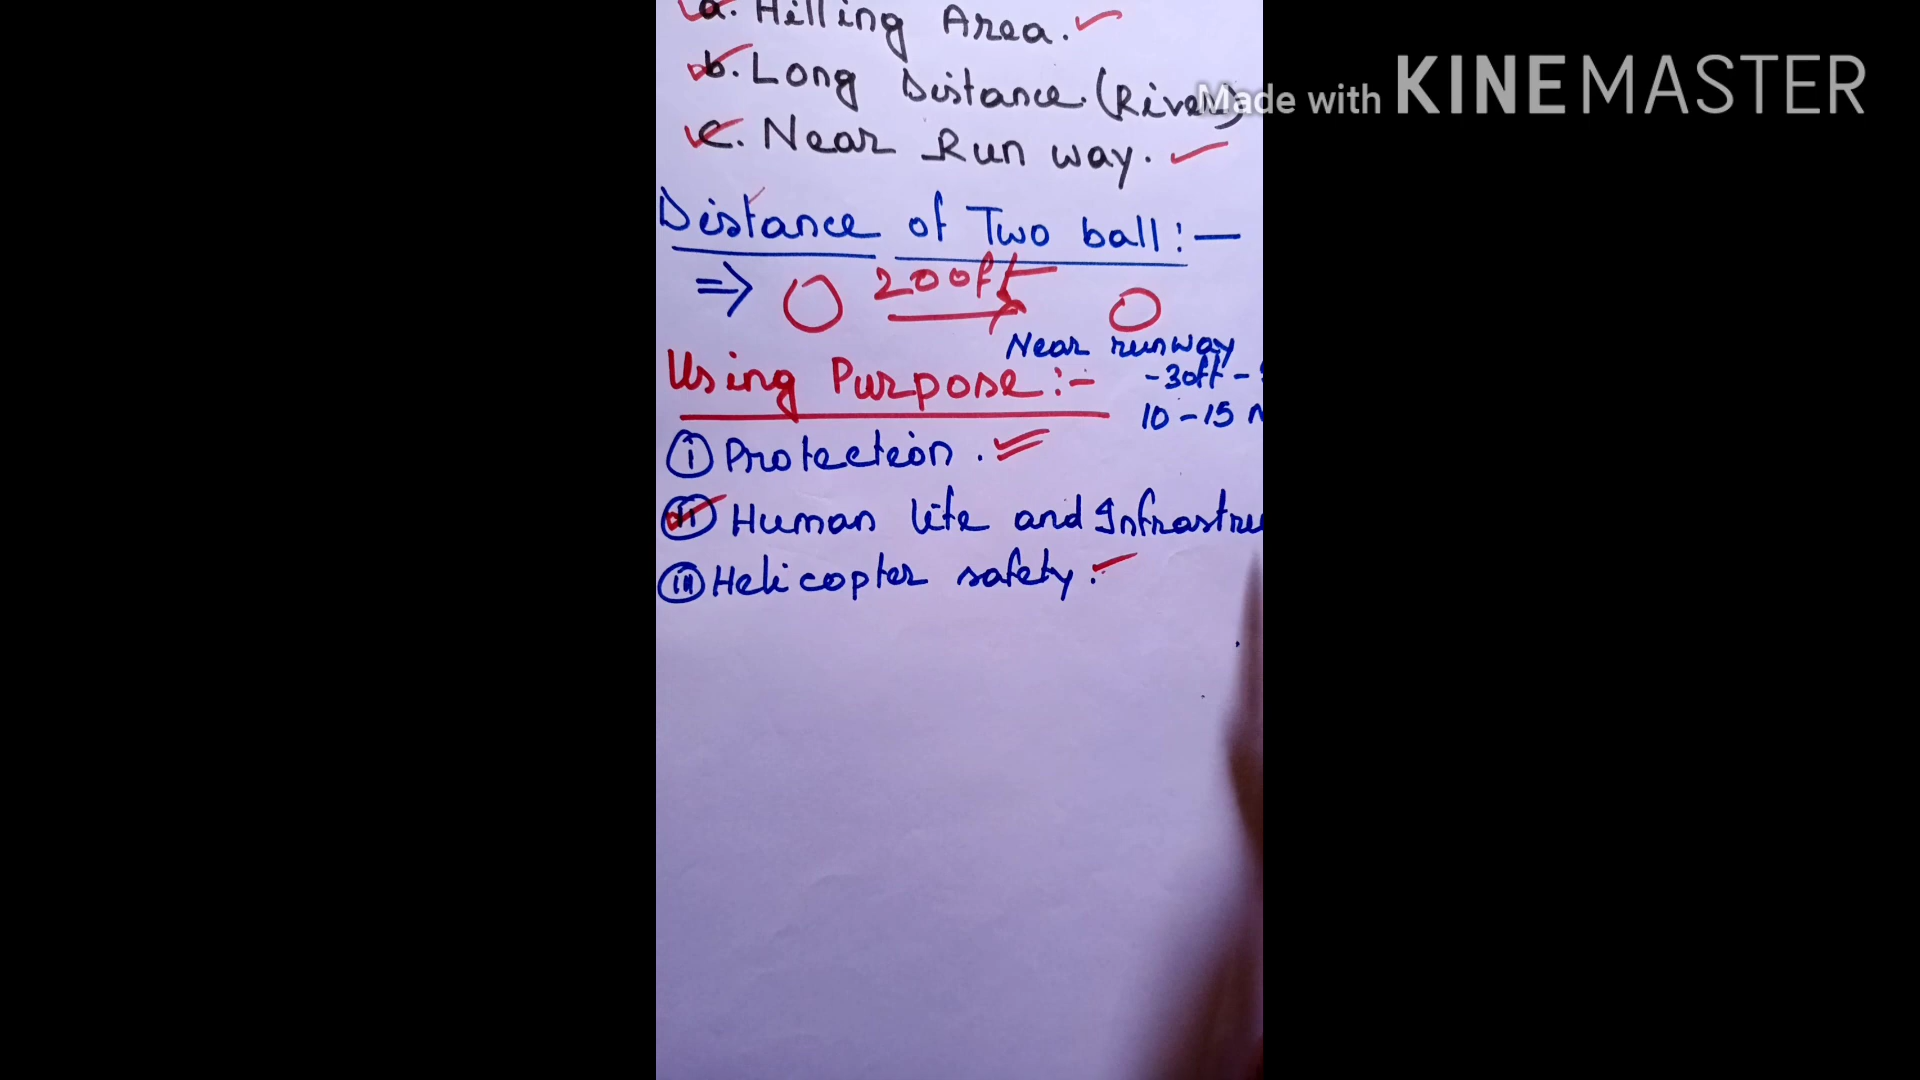 a. Hilling Area.
b. Long Distance. (River)
c. Near Run way.
Made with KINEMASTER
Distance of Two ball:-
⇒ 200ft
Near runway
-30ft -
10-15
Using Purpose:-
i Protection.
ii Human life and Infrastru
iii Helicopter safety.